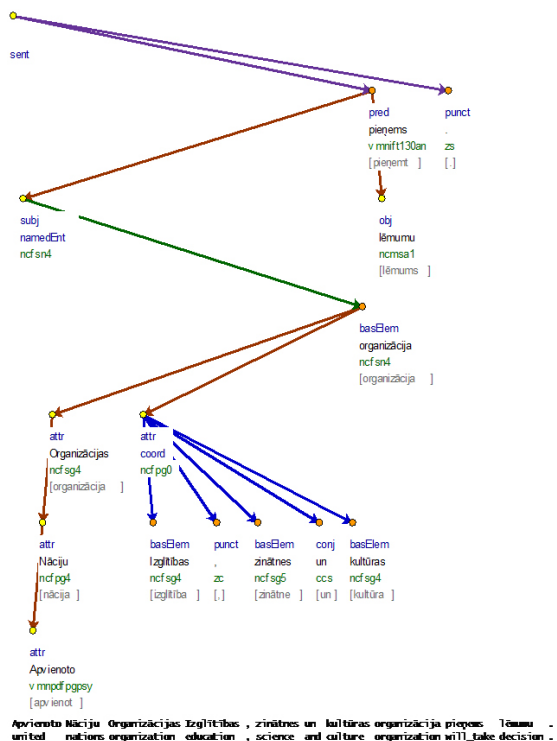 sent
pred punct
pieņems .
vmnift130an zs
[pieņemt ] [.]
subj obj
namedEnt lēmumu
ncfsn4 ncmsa1
[lēmums ]
basElem
organizācija
ncfsn4
[organizācija ]
attr attr
Organizācijas coord
ncfsg4 ncfpg0
[organizācija ]
attr basElem punct basElem conj basElem
Nāciju Izglītības , zinātnes un kultūras
ncfpg4 ncfsg4 zc ncfsg5 ccs ncfsg4
[nācija ] [izglītība ] [,] [zinātne ] [un ] [kultūra ]
attr
Apvienoto
vmnpdfpgpsy
[apvienot ]
Apvienoto Nāciju Organizācijas Izglītības , zinātnes un kultūras organizācija pieņems lēmumu .
united nations organization education , science and culture organization will_take decision .